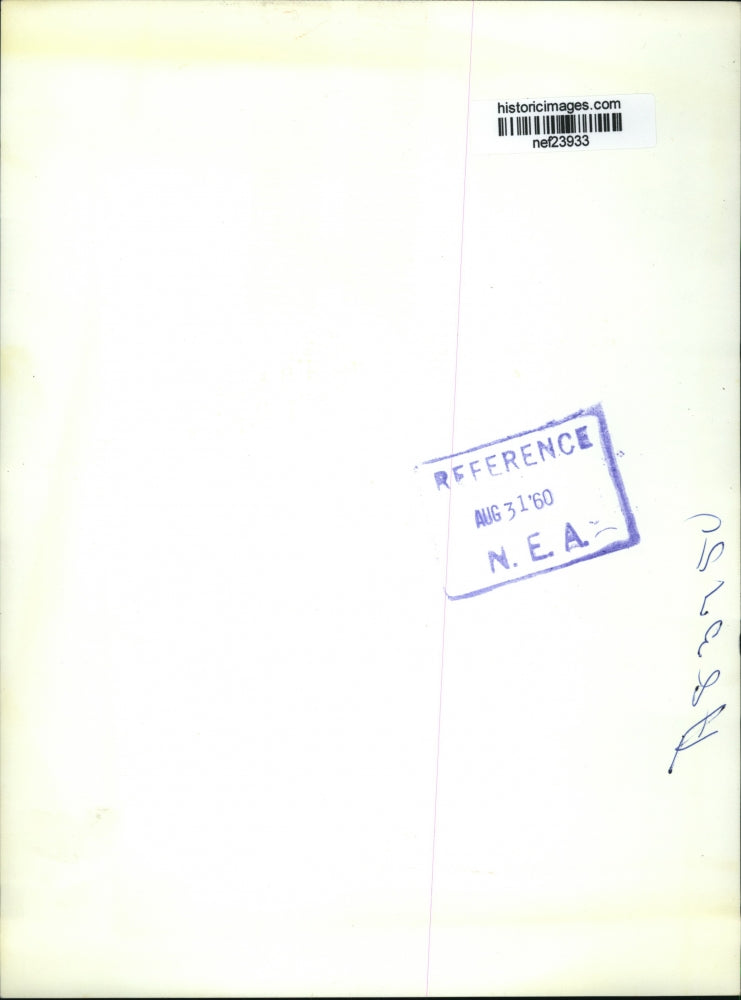 historicimages.com
nef23933
REFERENCE
AUG 31 '60
N. E. A.